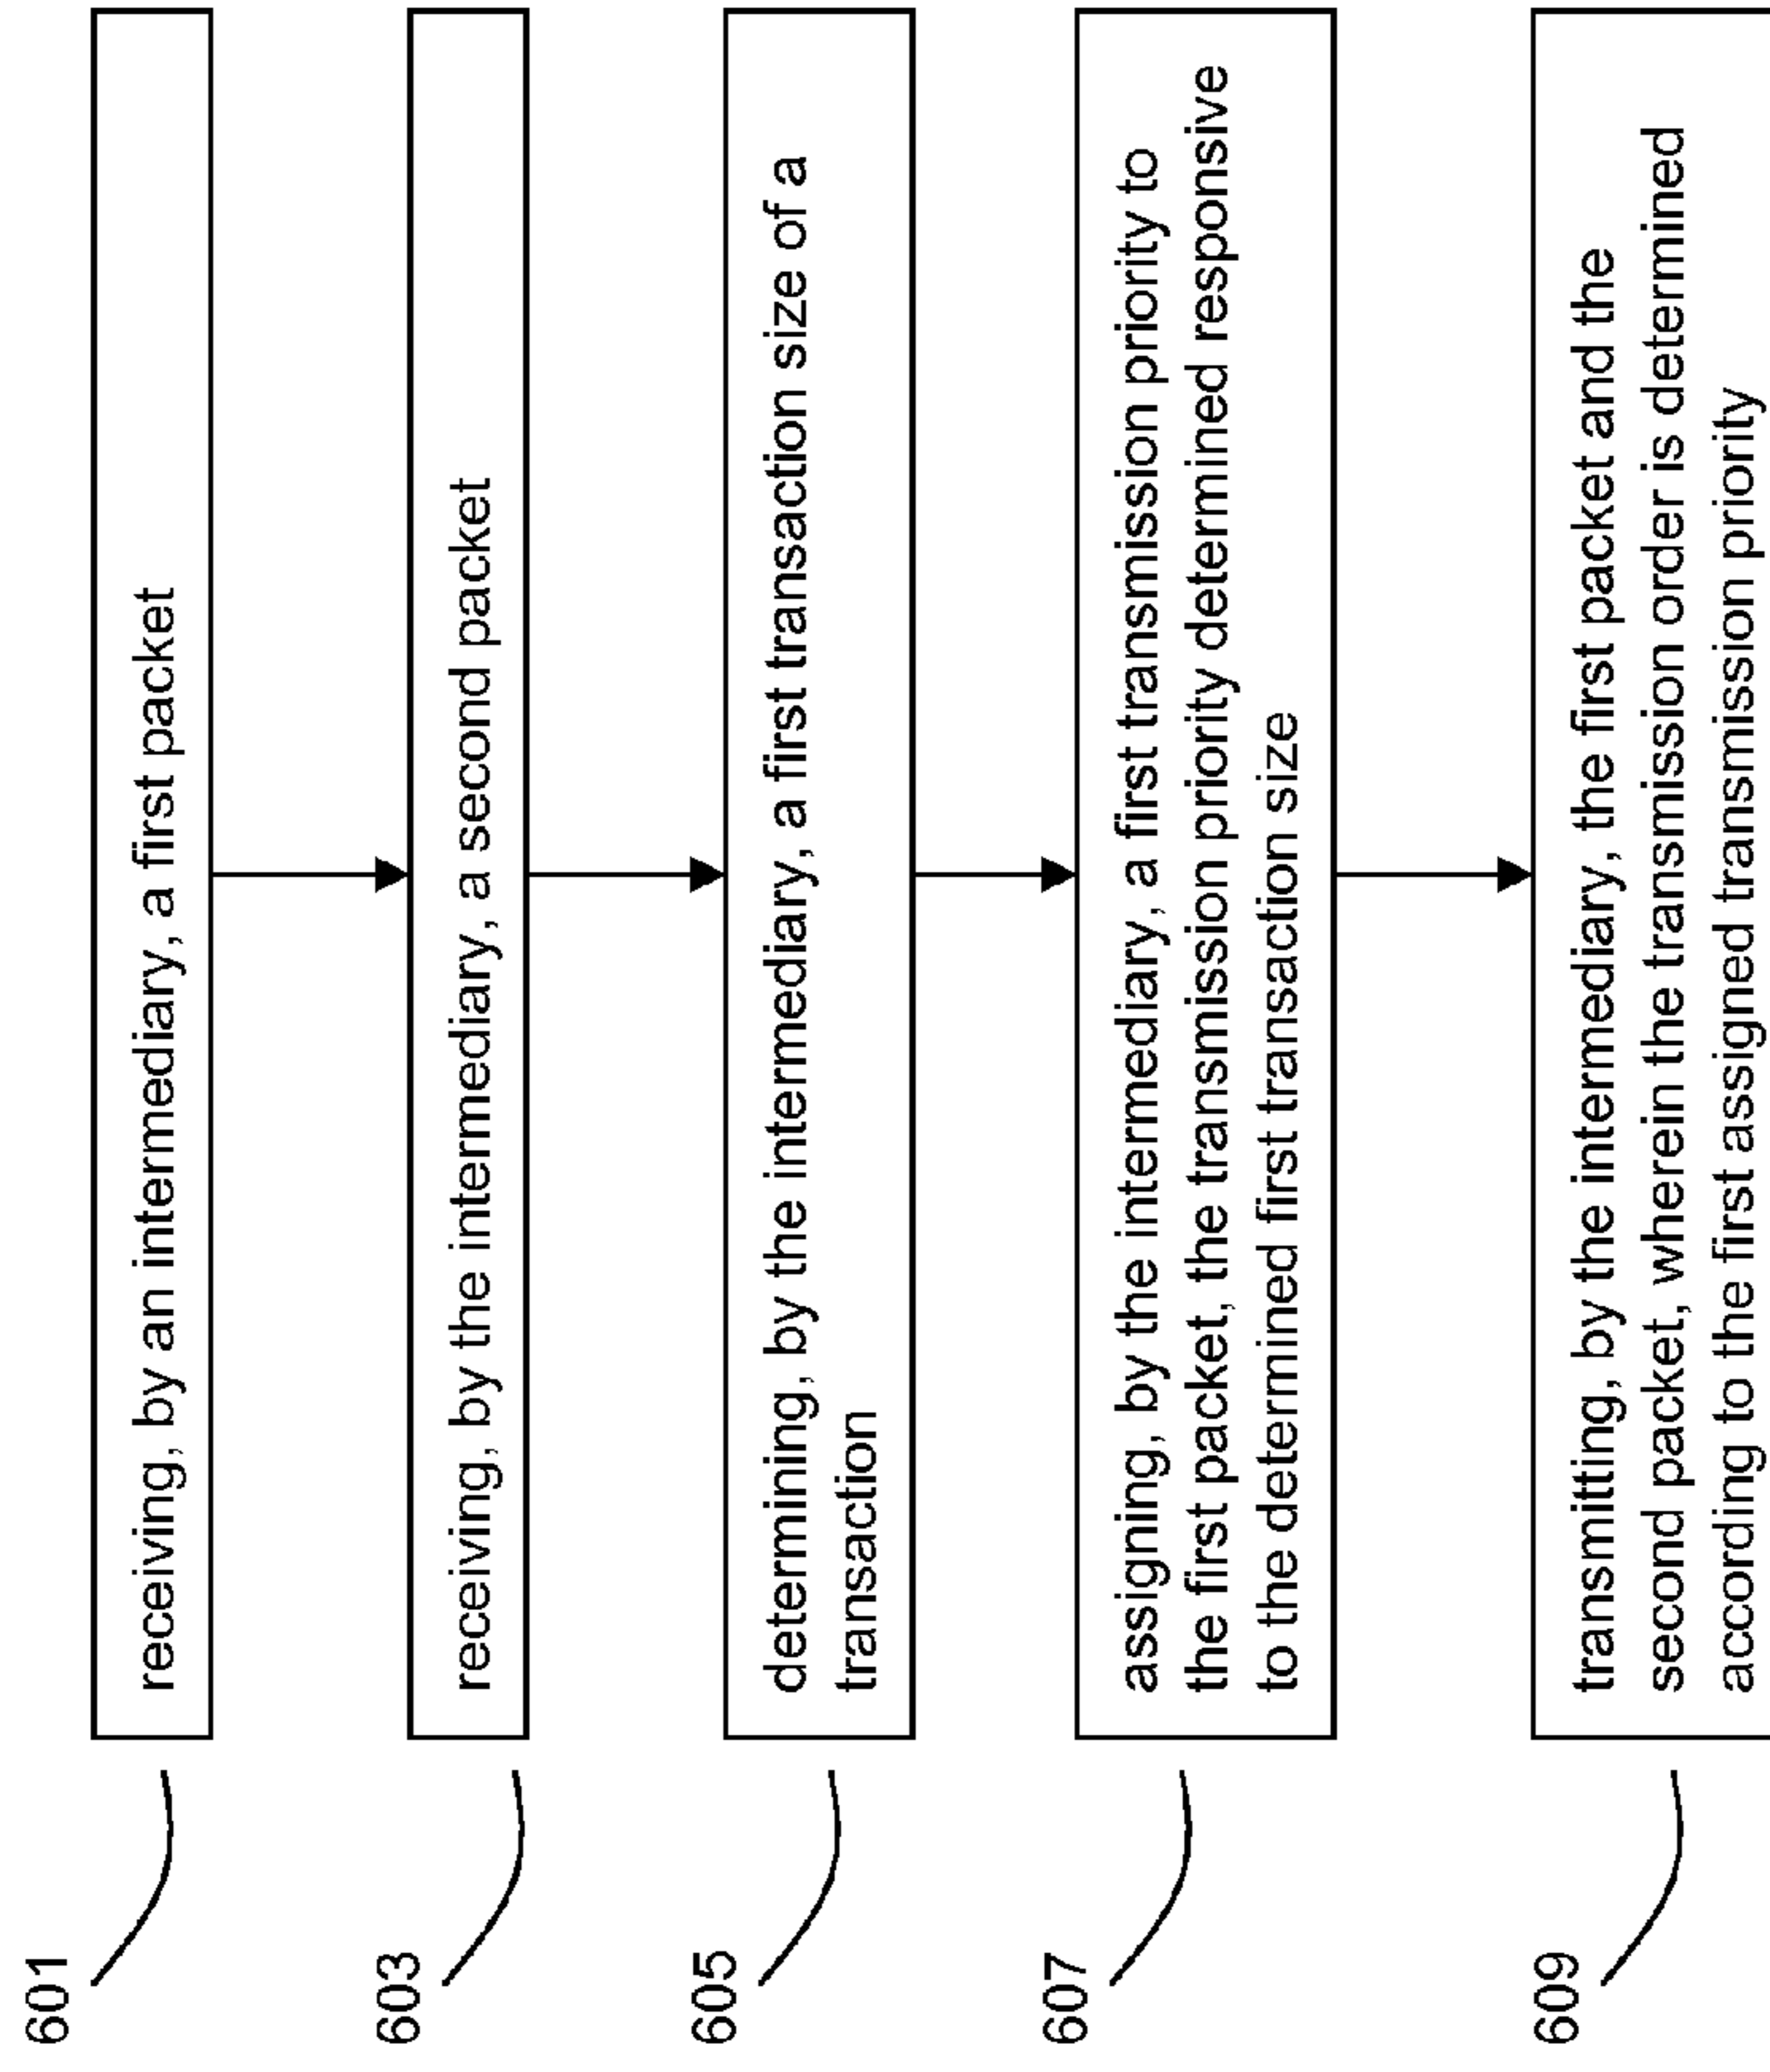 601
receiving, by an intermediary, a first packet
603
receiving, by the intermediary, a second packet
605
determining, by the intermediary, a first transaction size of a
transaction
607
assigning, by the intermediary, a first transmission priority to
the first packet, the transmission priority determined responsive
to the determined first transaction size
609
transmitting, by the intermediary, the first packet and the
second packet, wherein the transmission order is determined
according to the first assigned transmission priority